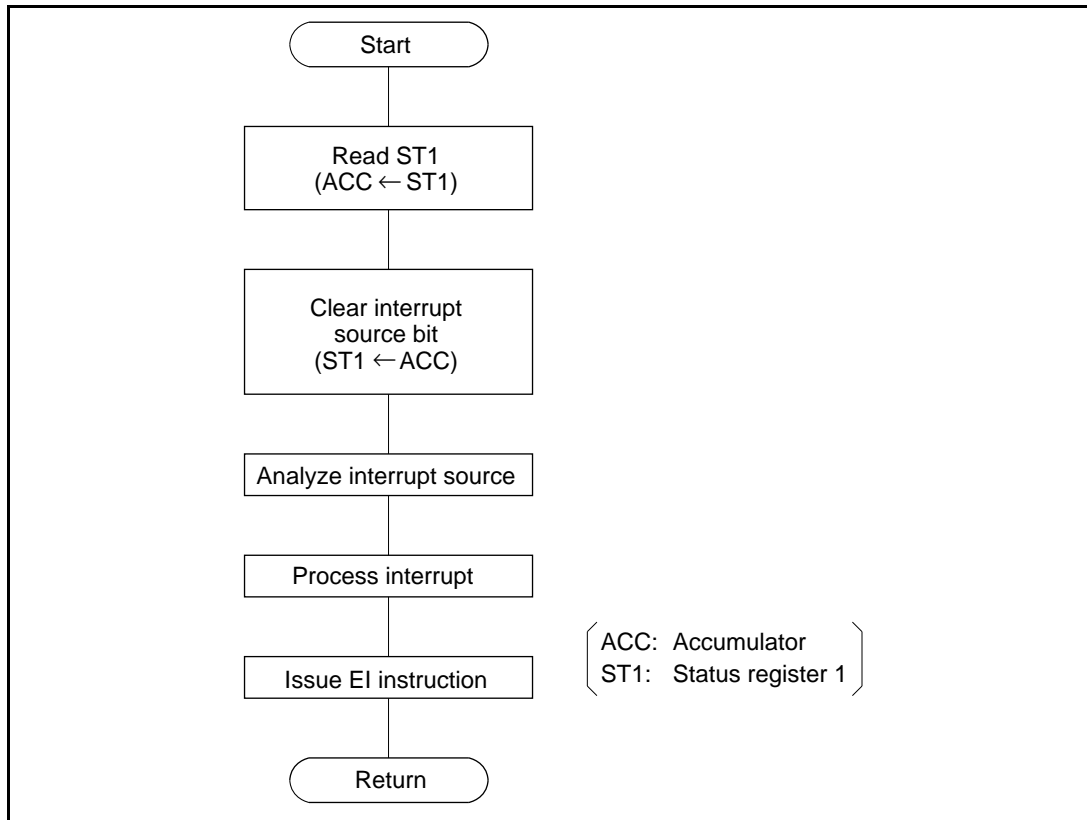 Start
Read ST1
(ACC ← ST1)
Clear interrupt
source bit
(ST1 ← ACC)
Analyze interrupt source
Process interrupt
Issue EI instruction
ACC: Accumulator
ST1: Status register 1
Return